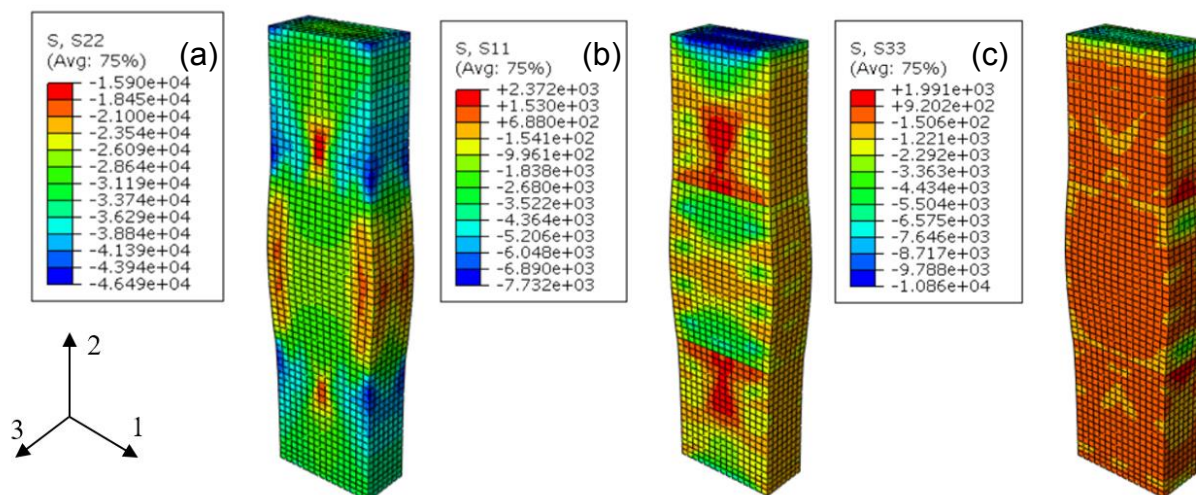 S, S22
(Avg: 75%)
(a)
-1.590e+04
-1.845e+04
-2.100e+04
-2.354e+04
-2.609e+04
-2.864e+04
-3.119e+04
-3.374e+04
-3.629e+04
-3.884e+04
-4.139e+04
-4.394e+04
-4.649e+04
S, S11
(Avg: 75%)
(b)
+2.372e+03
+1.530e+03
+6.880e+02
-1.541e+02
-9.961e+02
-1.838e+03
-2.680e+03
-3.522e+03
-4.364e+03
-5.206e+03
-6.048e+03
-6.890e+03
-7.732e+03
S, S33
(Avg: 75%)
(c)
+1.991e+03
+9.202e+02
-1.506e+02
-1.221e+03
-2.292e+03
-3.363e+03
-4.434e+03
-5.504e+03
-6.575e+03
-7.646e+03
-8.717e+03
-9.788e+03
-1.086e+04
2
3
1